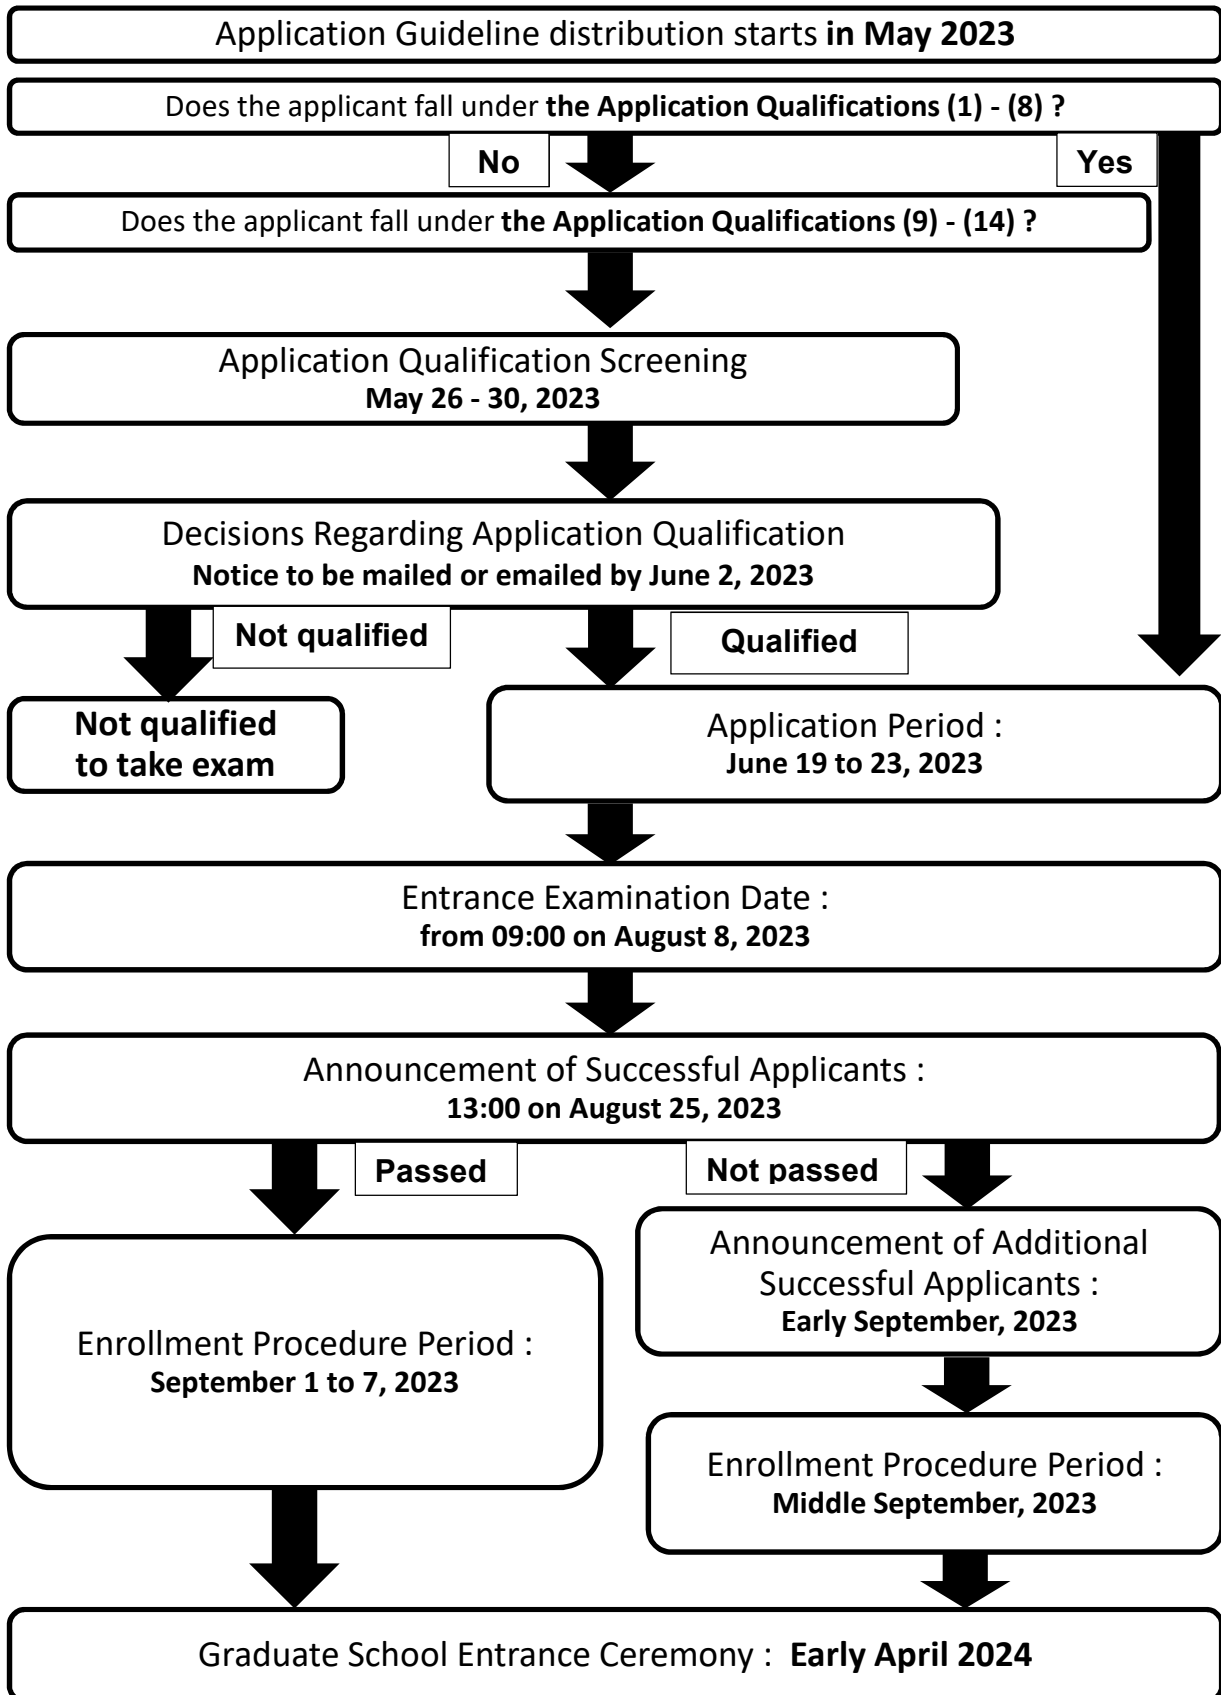 Application Guideline distribution starts in May 2023
Does the applicant fall under the Application Qualifications (1) - (8) ?
No
Yes
Does the applicant fall under the Application Qualifications (9) - (14) ?
Application Qualification Screening
May 26 - 30, 2023
Decisions Regarding Application Qualification
Notice to be mailed or emailed by June 2, 2023
Not qualified
Qualified
Not qualified
to take exam
Application Period :
June 19 to 23, 2023
Entrance Examination Date :
from 09:00 on August 8, 2023
Announcement of Successful Applicants :
13:00 on August 25, 2023
Passed
Not passed
Announcement of Additional
Successful Applicants :
Early September, 2023
Enrollment Procedure Period :
September 1 to 7, 2023
Enrollment Procedure Period :
Middle September, 2023
Graduate School Entrance Ceremony : Early April 2024